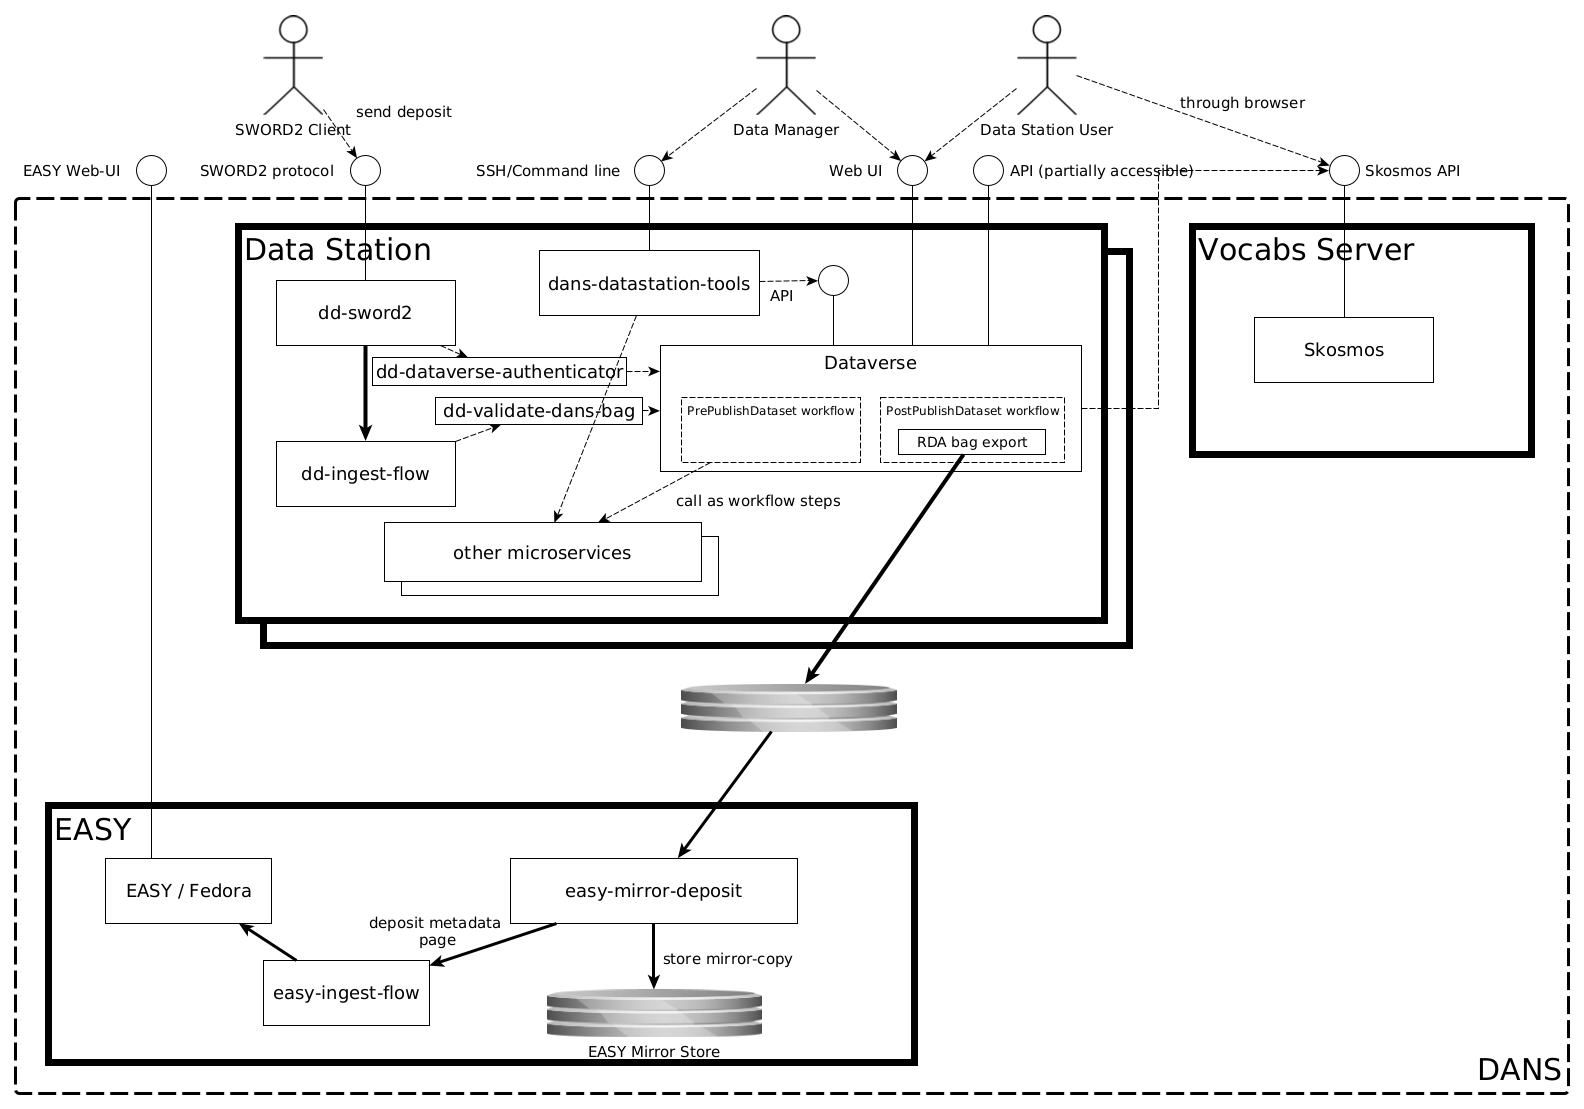 send deposit
through browser
SWORD2 Client
Data Manager
Data Station User
EASY Web-UI
SWORD2 protocol
SSH/Command line
Web UI
API (partially accessible)
Skosmos API
Data Station
Vocabs Server
dans-datastation-tools
API
dd-sword2
Skosmos
Dataverse
dd-dataverse-authenticator
dd-validate-dans-bag
PrePublishDataset workflow
PostPublishDataset workflow
RDA bag export
dd-ingest-flow
call as workflow steps
other microservices
EASY
EASY / Fedora
easy-mirror-deposit
deposit metadata
page
store mirror-copy
easy-ingest-flow
EASY Mirror Store
DANS